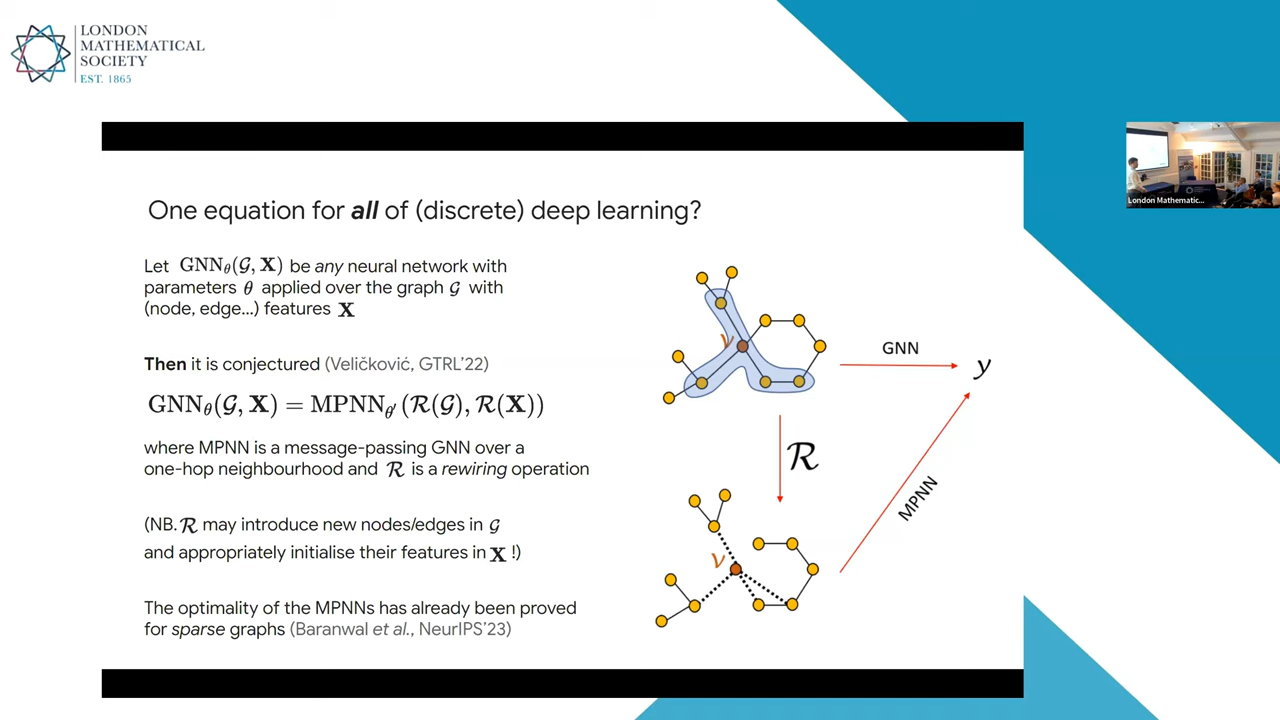 LONDON
MATHEMATICAL
SOCIETY
EST. 1865
London Mathematic...
One equation for all of (discrete) deep learning?
Let GNN_θ(𝒢, X) be any neural network with
parameters θ applied over the graph 𝒢 with
(node, edge...) features X
Then it is conjectured (Veličković, GTRL'22)
GNN_θ(𝒢, X) = MPNN_θ′(ℛ(𝒢), ℛ(X))
where MPNN is a message-passing GNN over a
one-hop neighbourhood and ℛ is a rewiring operation
(NB. ℛ may introduce new nodes/edges in 𝒢
and appropriately initialise their features in X !)
The optimality of the MPNNs has already been proved
for sparse graphs (Baranwal et al., NeurIPS'23)
ν
GNN
y
ℛ
MPNN
ν